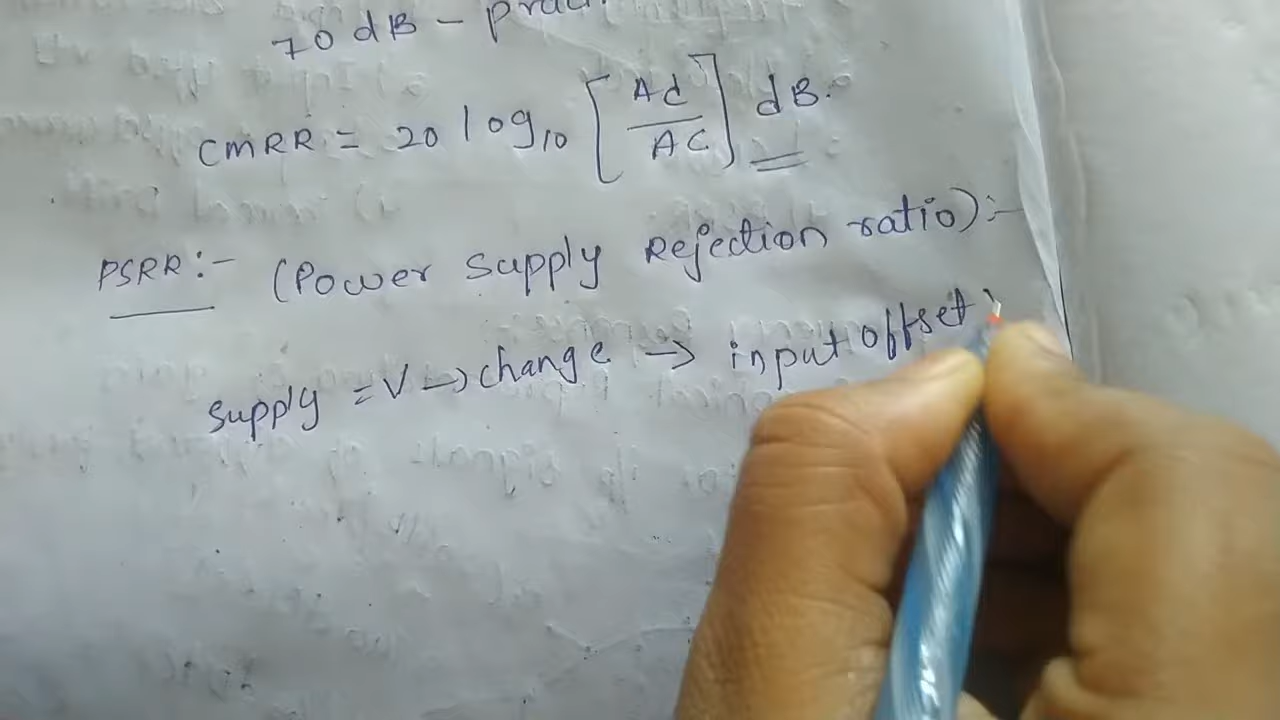 70 dB -
CMRR = 20 log10 [Ad/AC] dB.
PSRR:- (Power Supply Rejection ratio):-
Supply = V → change → input offset